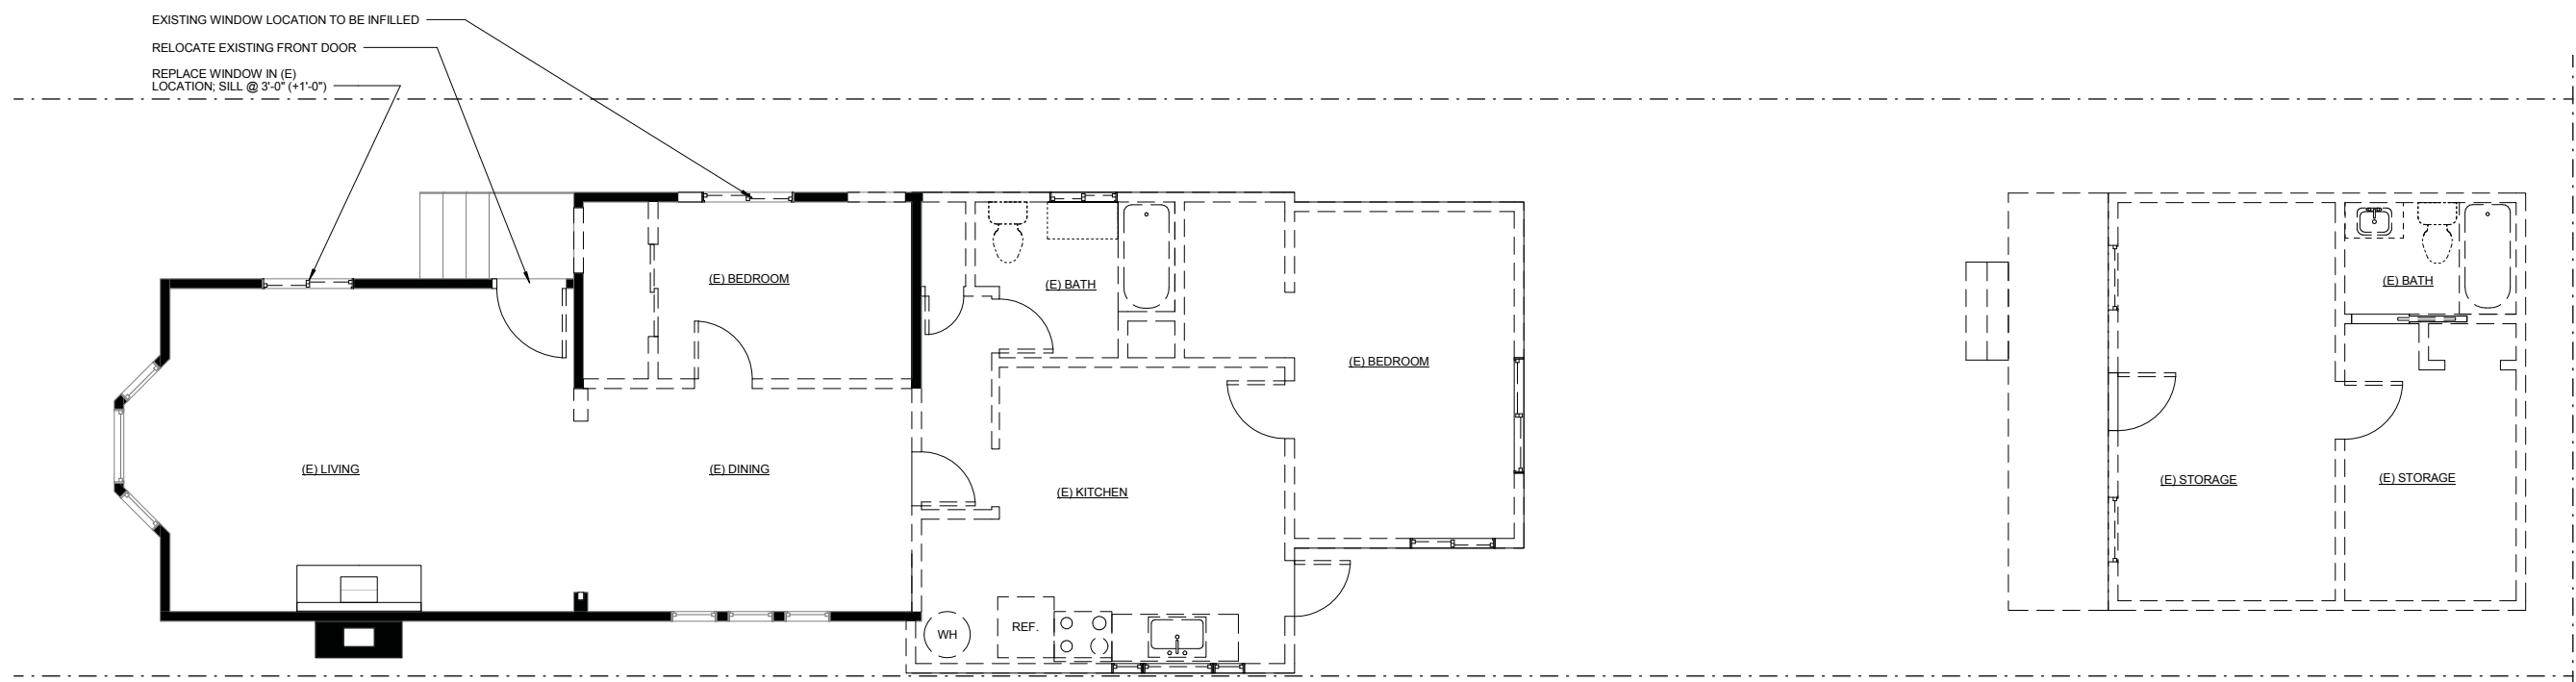 EXISTING WINDOW LOCATION TO BE INFILLED
RELOCATE EXISTING FRONT DOOR
REPLACE WINDOW IN (E)
LOCATION; SILL @ 3'-0" (+1'-0")
(E) BEDROOM
(E) BATH
(E) BATH
(E) BEDROOM
(E) LIVING
(E) DINING
(E) KITCHEN
(E) STORAGE
(E) STORAGE
WH
REF.